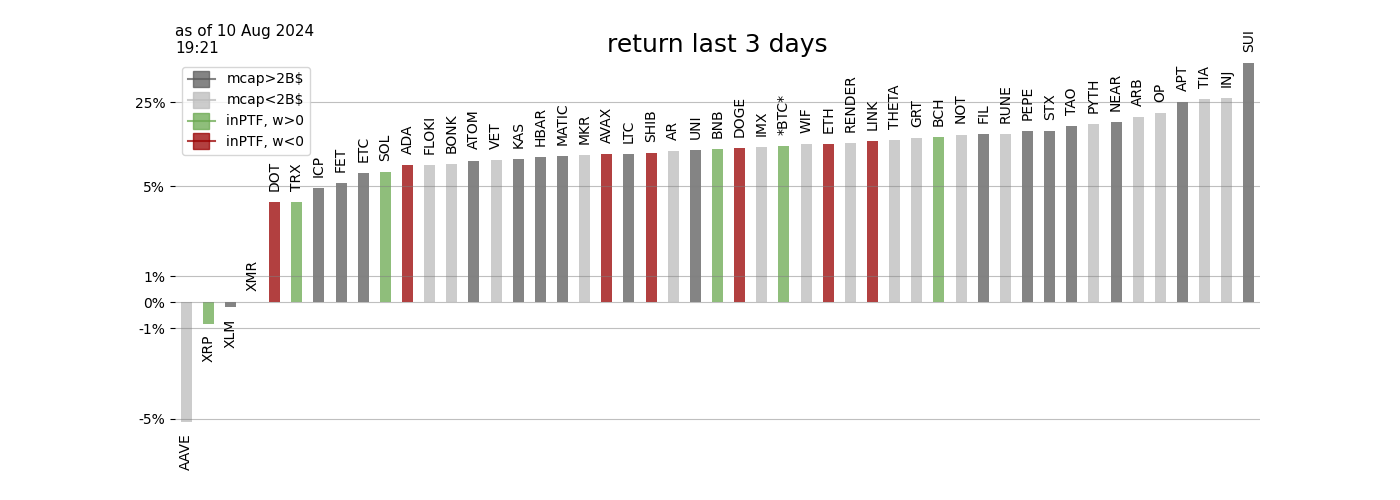 as of 10 Aug 2024
19:21
return last 3 days
mcap>2B$
mcap<2B$
inPTF, w>0
inPTF, w<0
25%
5%
1%
0%
-1%
-5%
AAVE
XRP
XLM
XMR
DOT
TRX
ICP
FET
ETC
SOL
ADA
FLOKI
BONK
ATOM
VET
KAS
HBAR
MATIC
MKR
AVAX
LTC
SHIB
AR
UNI
BNB
DOGE
IMX
*BTC*
WIF
ETH
RENDER
LINK
THETA
GRT
BCH
NOT
FIL
RUNE
PEPE
STX
TAO
PYTH
NEAR
ARB
OP
APT
TIA
INJ
SUI